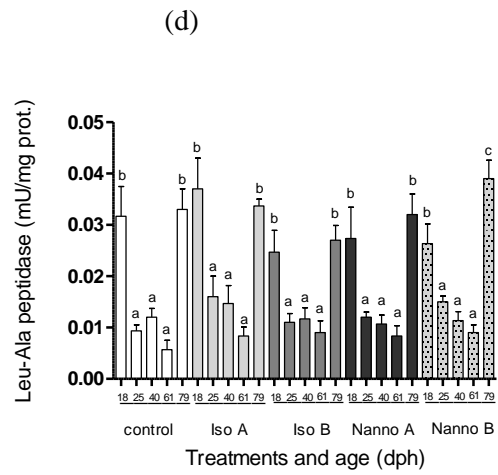 (d)
Leu-Ala peptidase (mU/mg prot.)
0.05
0.04
0.03
0.02
0.01
0.00
b a a a b b a a a b b a a a b b a a a b b a a a c
18 25 40 61 79 18 25 40 61 79 18 25 40 61 79 18 25 40 61 79 18 25 40 61 79
control Iso A Iso B Nanno A Nanno B
Treatments and age (dph)